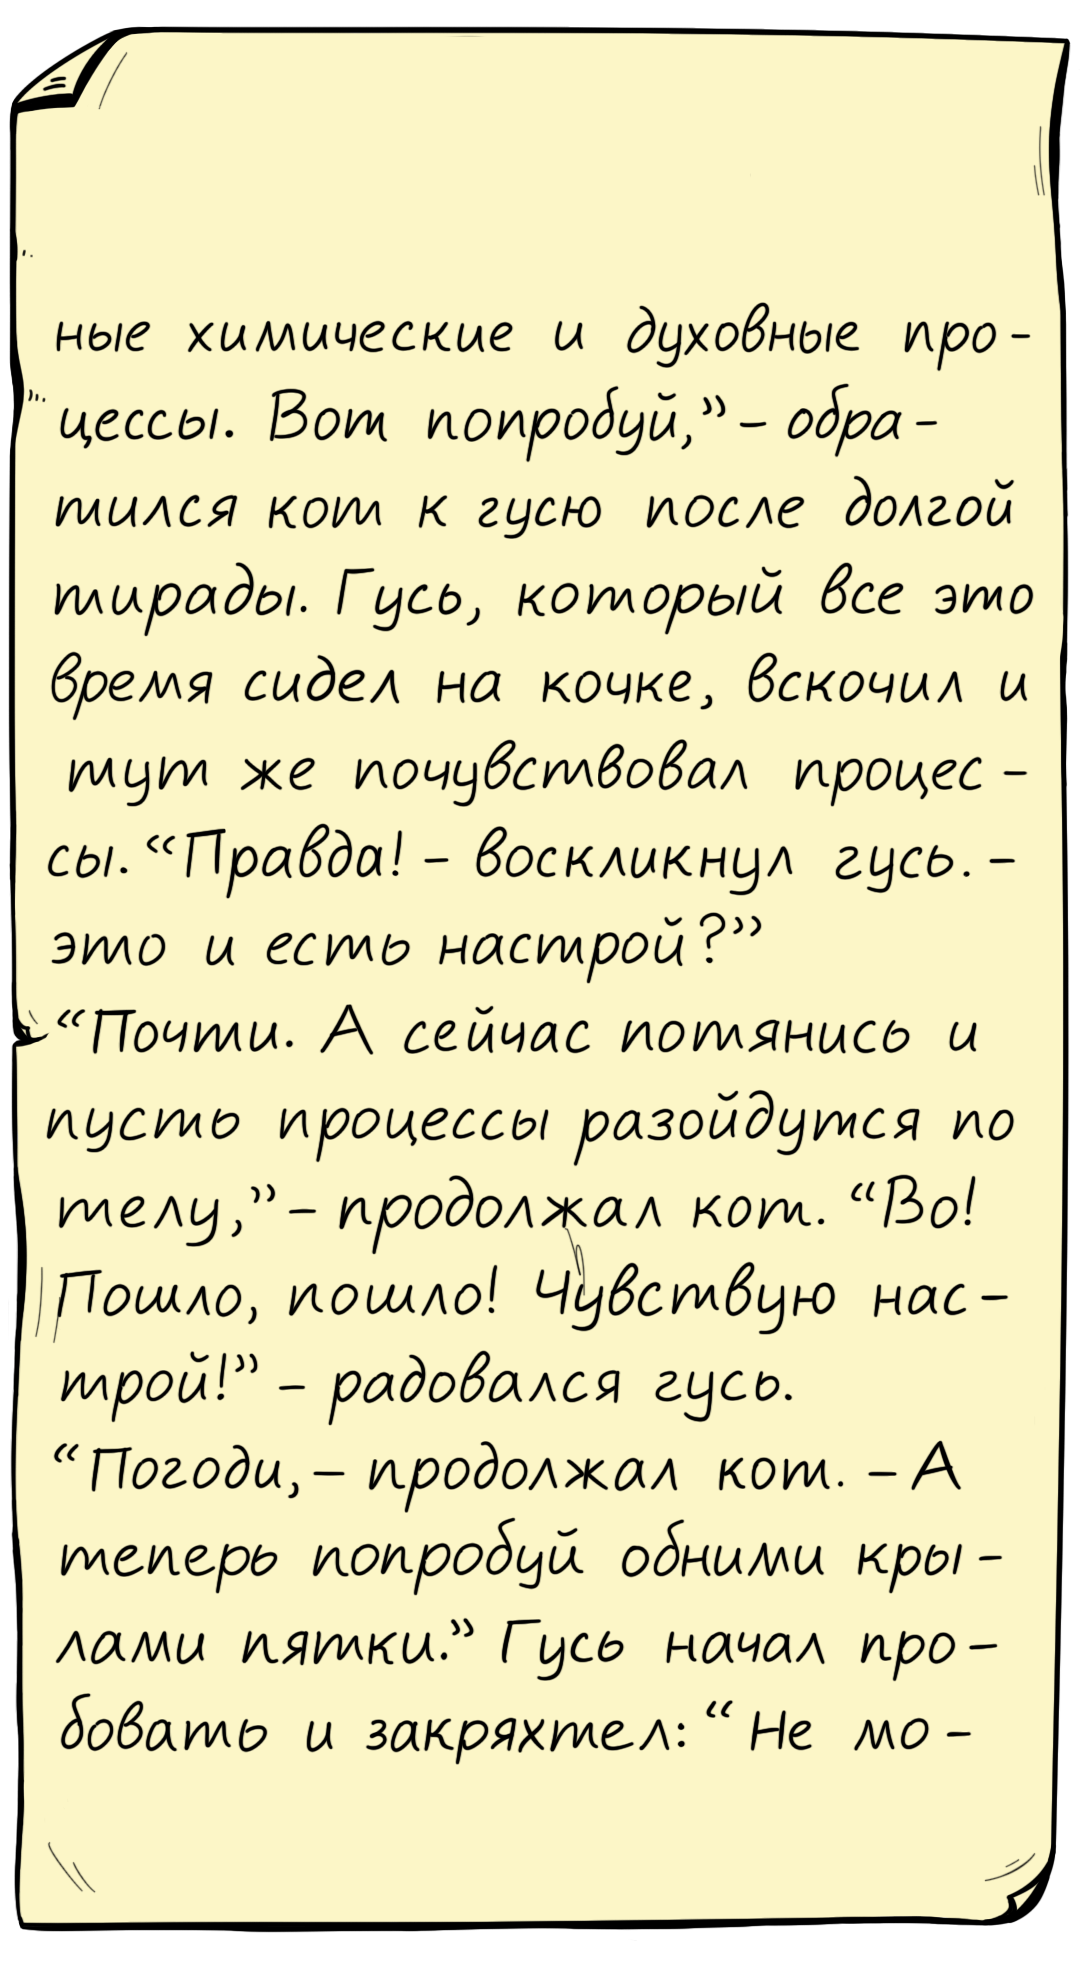 ные химические и духовные про-
цессы. Вот попробуй,” – обра-
тился кот к гусю после долгой
тирады. Гусь, который все это
время сидел на кочке, вскочил и
тут же почувствовал процес-
сы. “Правда! – воскликнул гусь. –
это и есть настрой?”
“Почти. А сейчас потянись и
пусть процессы разойдутся по
телу,” – продолжал кот. “Во!
Пошло, пошло! Чувствую нас-
трой!” – радовался гусь.
“Погоди, – продолжал кот. – А
теперь попробуй обними кры-
лами пятки.” Гусь начал про-
бовать и закряхтел: “Не мо-